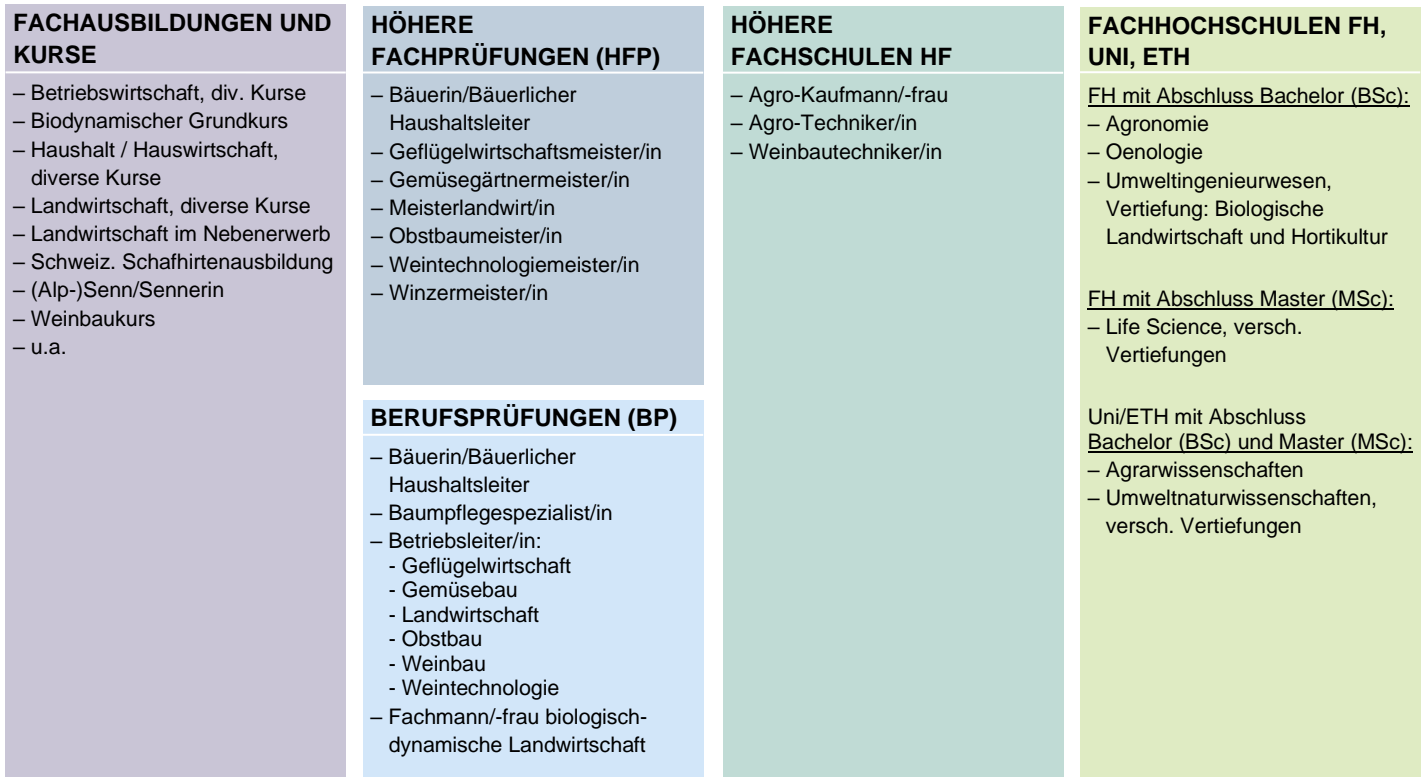 FACHAUSBILDUNGEN UND
KURSE
– Betriebswirtschaft, div. Kurse
– Biodynamischer Grundkurs
– Haushalt / Hauswirtschaft,
diverse Kurse
– Landwirtschaft, diverse Kurse
– Landwirtschaft im Nebenerwerb
– Schweiz. Schafhirtenausbildung
– (Alp-)Senn/Sennerin
– Weinbaukurs
– u.a.
HÖHERE
FACHPRÜFUNGEN (HFP)
– Bäuerin/Bäuerlicher
Haushaltsleiter
– Geflügelwirtschaftsmeister/in
– Gemüsegärtnermeister/in
– Meisterlandwirt/in
– Obstbaumeister/in
– Weintechnologiemeister/in
– Winzermeister/in
BERUFSPRÜFUNGEN (BP)
– Bäuerin/Bäuerlicher
Haushaltsleiter
– Baumpflegespezialist/in
– Betriebsleiter/in:
- Geflügelwirtschaft
- Gemüsebau
- Landwirtschaft
- Obstbau
- Weinbau
- Weintechnologie
– Fachmann/-frau biologisch-
dynamische Landwirtschaft
HÖHERE
FACHSCHULEN HF
– Agro-Kaufmann/-frau
– Agro-Techniker/in
– Weinbautechniker/in
FACHHOCHSCHULEN FH,
UNI, ETH
FH mit Abschluss Bachelor (BSc):
– Agronomie
– Oenologie
– Umweltingenieurwesen,
Vertiefung: Biologische
Landwirtschaft und Hortikultur
FH mit Abschluss Master (MSc):
– Life Science, versch.
Vertiefungen
Uni/ETH mit Abschluss
Bachelor (BSc) und Master (MSc):
– Agrarwissenschaften
– Umweltnaturwissenschaften,
versch. Vertiefungen